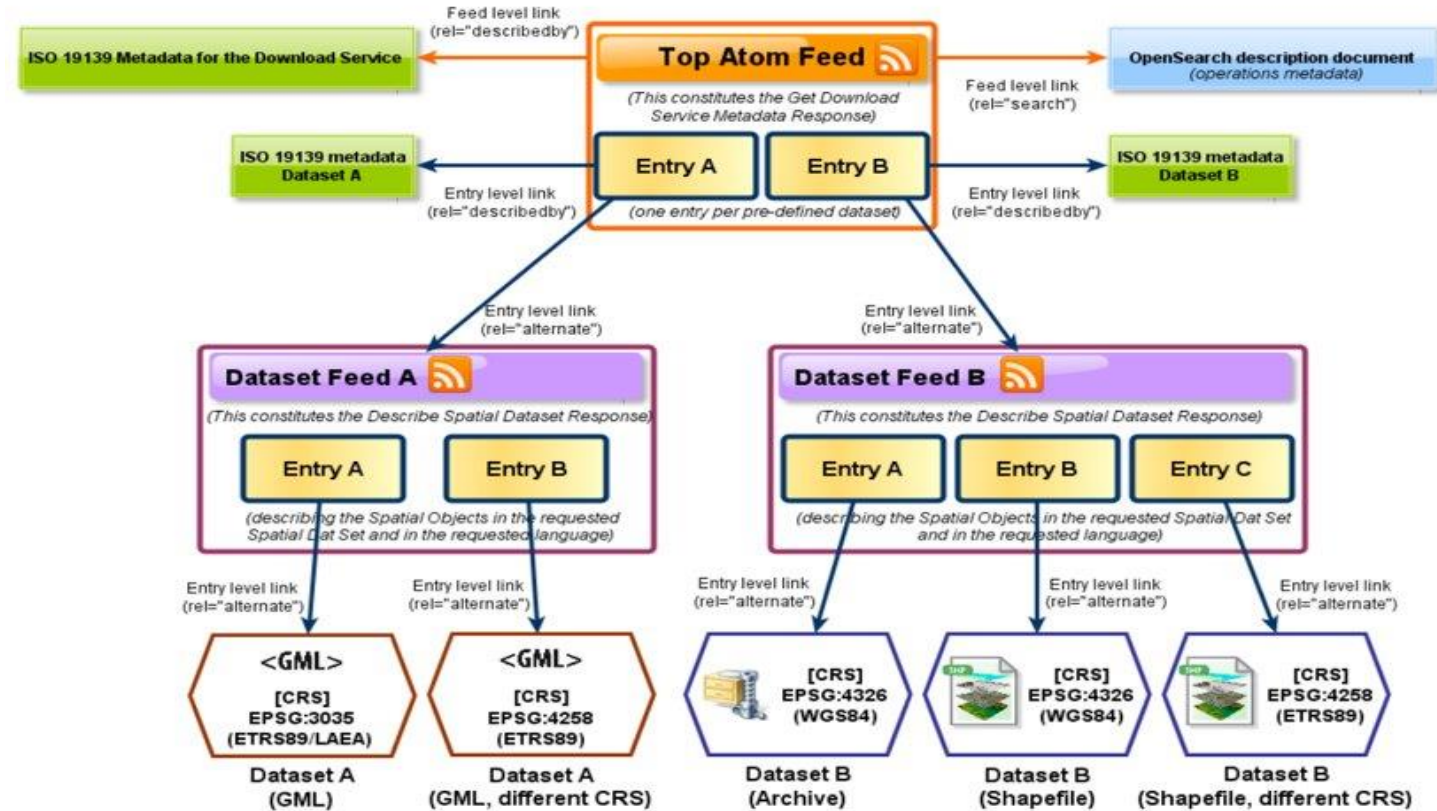 Feed level link
(rel="describedby")
ISO 19139 Metadata for the Download Service
Top Atom Feed
OpenSearch description document
(operations metadata)
(This constitutes the Get Download
Service Metadata Response)
Feed level link
(rel="search")
ISO 19139 metadata
Dataset A
Entry A
Entry B
ISO 19139 metadata
Dataset B
Entry level link
(rel="describedby")
(one entry per pre-defined dataset)
Entry level link
(rel="describedby")
Entry level link
(rel="alternate")
Entry level link
(rel="alternate")
Dataset Feed A
(This constitutes the Describe Spatial Dataset Response)
Entry A
Entry B
(describing the Spatial Objects in the requested
Spatial Dat Set and in the requested language)
Dataset Feed B
(This constitutes the Describe Spatial Dataset Response)
Entry A
Entry B
Entry C
(describing the Spatial Objects in the requested Spatial Dat Set
and in the requested language)
Entry level link
(rel="alternate")
Entry level link
(rel="alternate")
Entry level link
(rel="alternate")
Entry level link
(rel="alternate")
Entry level link
(rel="alternate")
<GML>
[CRS]
EPSG:3035
(ETRS89/LAEA)
Dataset A
(GML)
<GML>
[CRS]
EPSG:4258
(ETRS89)
Dataset A
(GML, different CRS)
[CRS]
EPSG:4326
(WGS84)
Dataset B
(Archive)
SHP
[CRS]
EPSG:4326
(WGS84)
Dataset B
(Shapefile)
SHP
[CRS]
EPSG:4258
(ETRS89)
Dataset B
(Shapefile, different CRS)